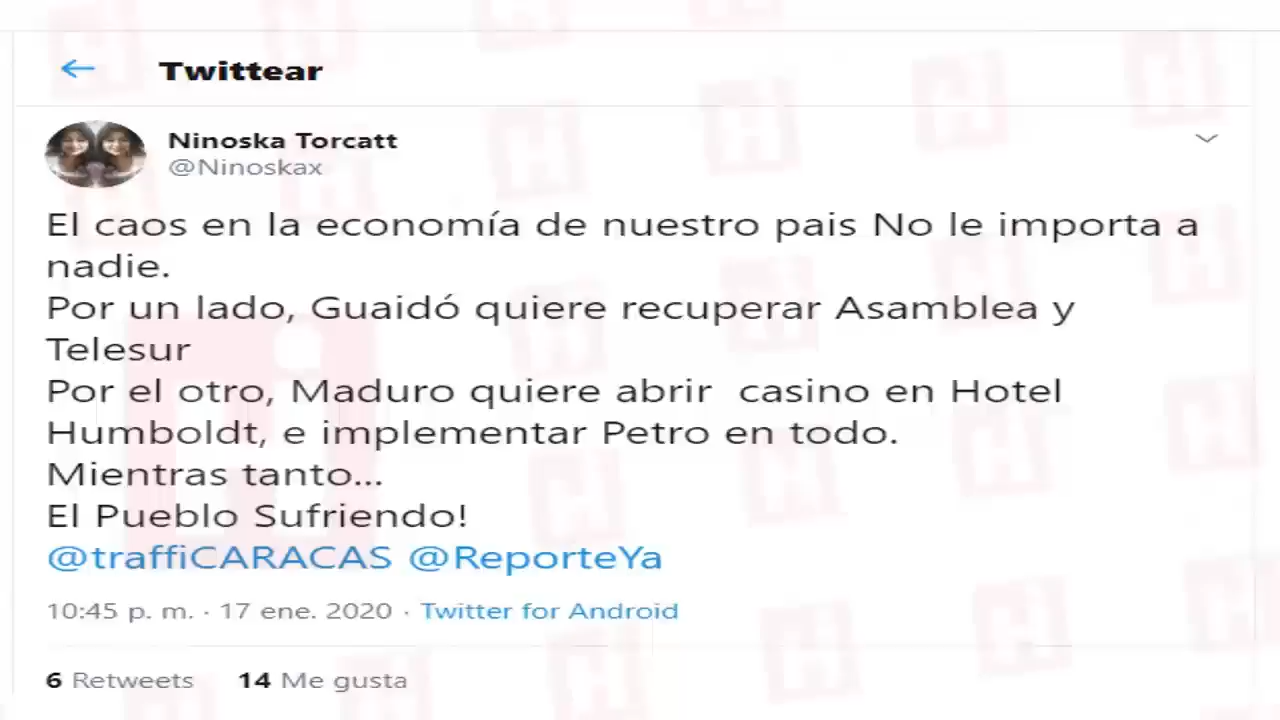 Twittear
Ninoska Torcatt
@Ninoskax
El caos en la economía de nuestro pais No le importa a
nadie.
Por un lado, Guaidó quiere recuperar Asamblea y
Telesur
Por el otro, Maduro quiere abrir  casino en Hotel
Humboldt, e implementar Petro en todo.
Mientras tanto...
El Pueblo Sufriendo!
@traffiCARACAS @ReporteYa
10:45 p. m. · 17 ene. 2020 · Twitter for Android
6 Retweets 14 Me gusta